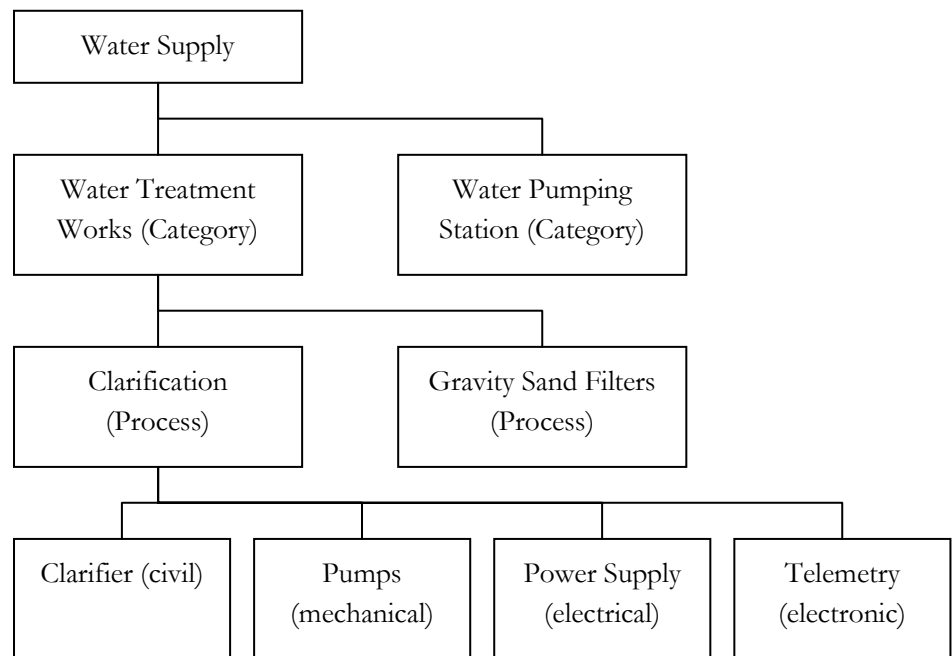 Water Supply
Water Treatment
Works (Category)
Water Pumping
Station (Category)
Clarification
(Process)
Gravity Sand Filters
(Process)
Clarifier (civil)
Pumps
(mechanical)
Power Supply
(electrical)
Telemetry
(electronic)